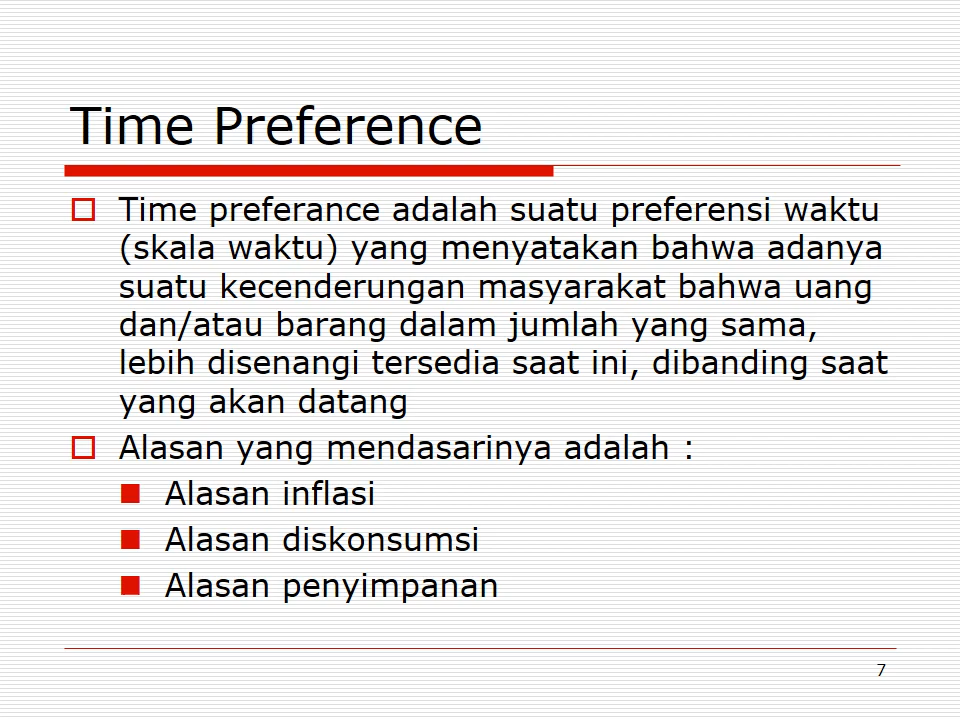 Time Preference
Time preferance adalah suatu preferensi waktu
(skala waktu) yang menyatakan bahwa adanya
suatu kecenderungan masyarakat bahwa uang
dan/atau barang dalam jumlah yang sama,
lebih disenangi tersedia saat ini, dibanding saat
yang akan datang
Alasan yang mendasarinya adalah :
Alasan inflasi
Alasan diskonsumsi
Alasan penyimpanan
7